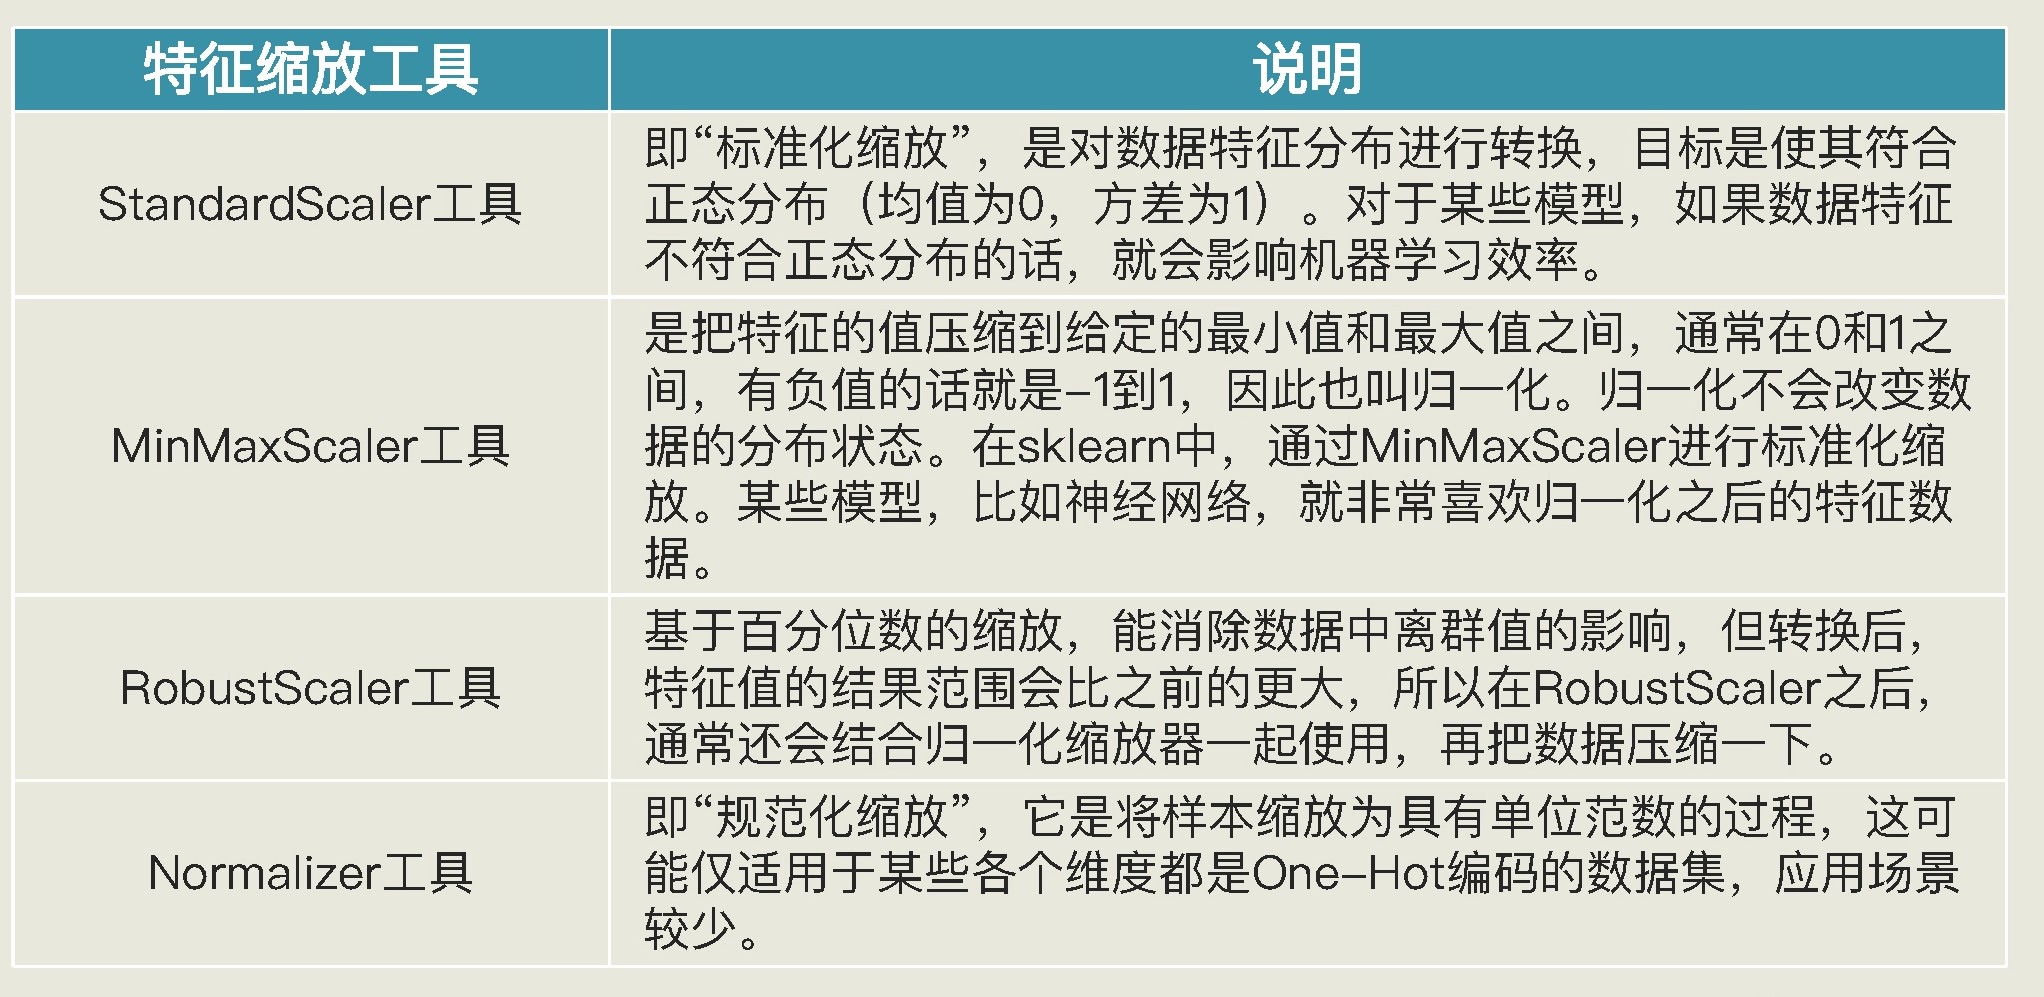 特征缩放工具
说明
StandardScaler工具
即“标准化缩放”，是对数据特征分布进行转换，目标是使其符合
正态分布（均值为0，方差为1）。对于某些模型，如果数据特征
不符合正态分布的话，就会影响机器学习效率。
MinMaxScaler工具
是把特征的值压缩到给定的最小值和最大值之间，通常在0和1之
间，有负值的话就是–1到1，因此也叫归一化。归一化不会改变数
据的分布状态。在sklearn中，通过MinMaxScaler进行标准化缩
放。某些模型，比如神经网络，就非常喜欢归一化之后的特征数
据。
RobustScaler工具
基于百分位数的缩放，能消除数据中离群值的影响，但转换后，
特征值的结果范围会比之前的更大，所以在RobustScaler之后，
通常还会结合归一化缩放器一起使用，再把数据压缩一下。
Normalizer工具
即“规范化缩放”，它是将样本缩放为具有单位范数的过程，这可
能仅适用于某些各个维度都是One–Hot编码的数据集，应用场景
较少。